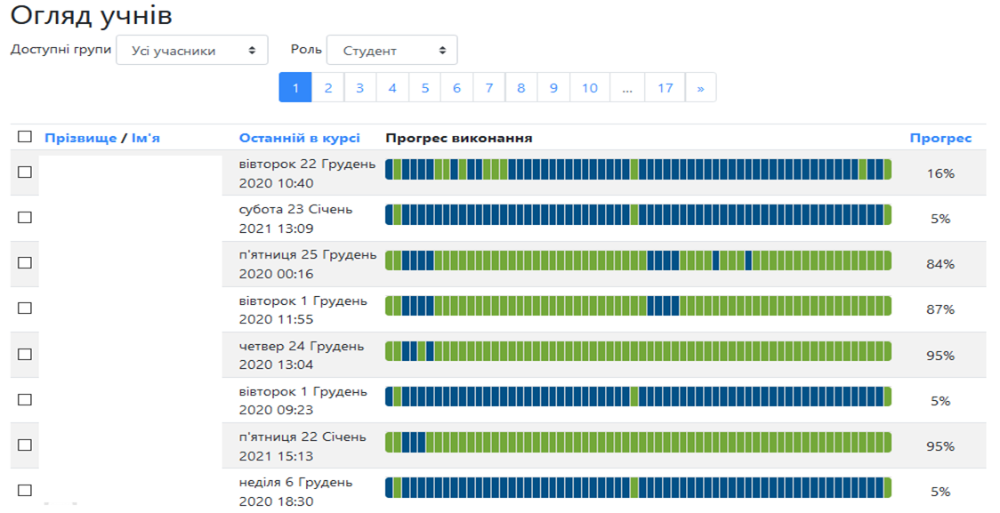 Огляд учнів
Доступні групи Усі учасники Роль Студент
1 2 3 4 5 6 7 8 9 10 ... 17 »
Прізвище / Ім'я Останній в курсі Прогрес виконання Прогрес
вівторок 22 Грудень
2020 10:40
16%
субота 23 Січень
2021 13:09
5%
п'ятниця 25 Грудень
2020 00:16
84%
вівторок 1 Грудень
2020 11:55
87%
четвер 24 Грудень
2020 13:04
95%
вівторок 1 Грудень
2020 09:23
5%
п'ятниця 22 Січень
2021 15:13
95%
неділя 6 Грудень
2020 18:30
5%